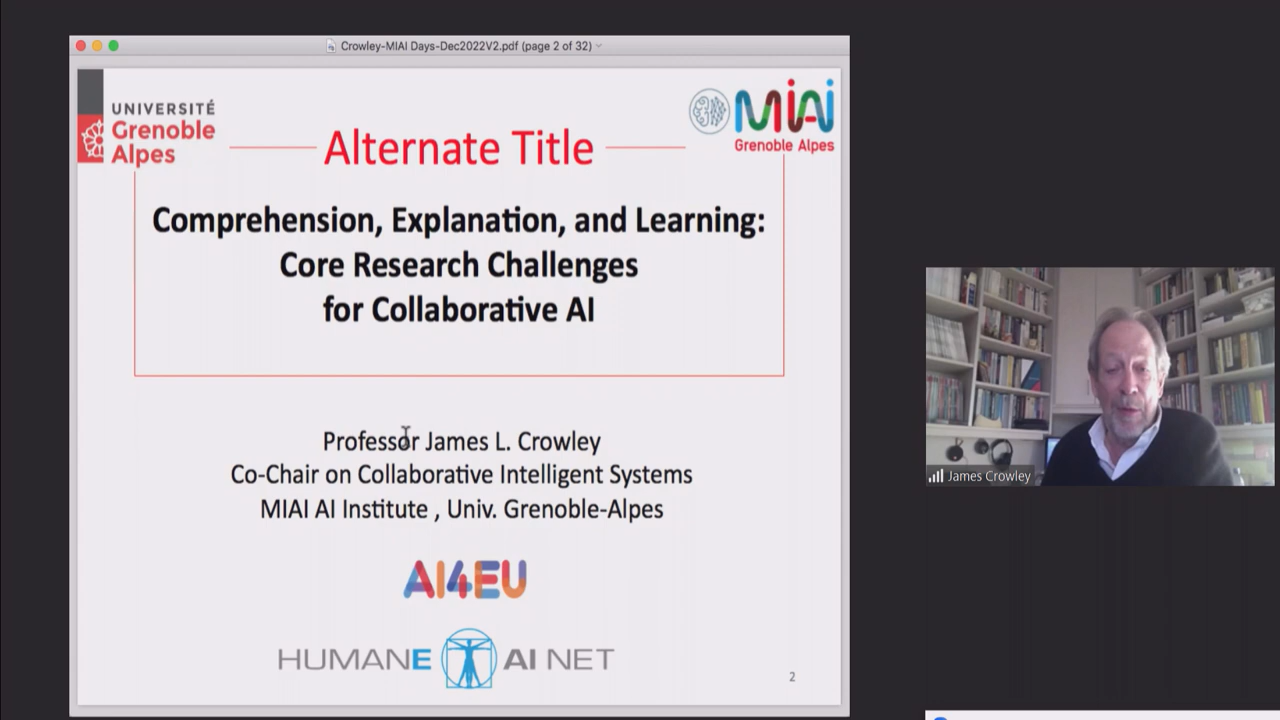 Crowley-MIAI Days-Dec2022V2.pdf (page 2 of 32)
UNIVERSITÉ
Grenoble
Alpes
MIAI
Grenoble Alpes
Alternate Title
Comprehension, Explanation, and Learning:
Core Research Challenges
for Collaborative AI
Professor James L. Crowley
Co-Chair on Collaborative Intelligent Systems
MIAI AI Institute , Univ. Grenoble-Alpes
AI4EU
HUMANE AI NET
2
James Crowley